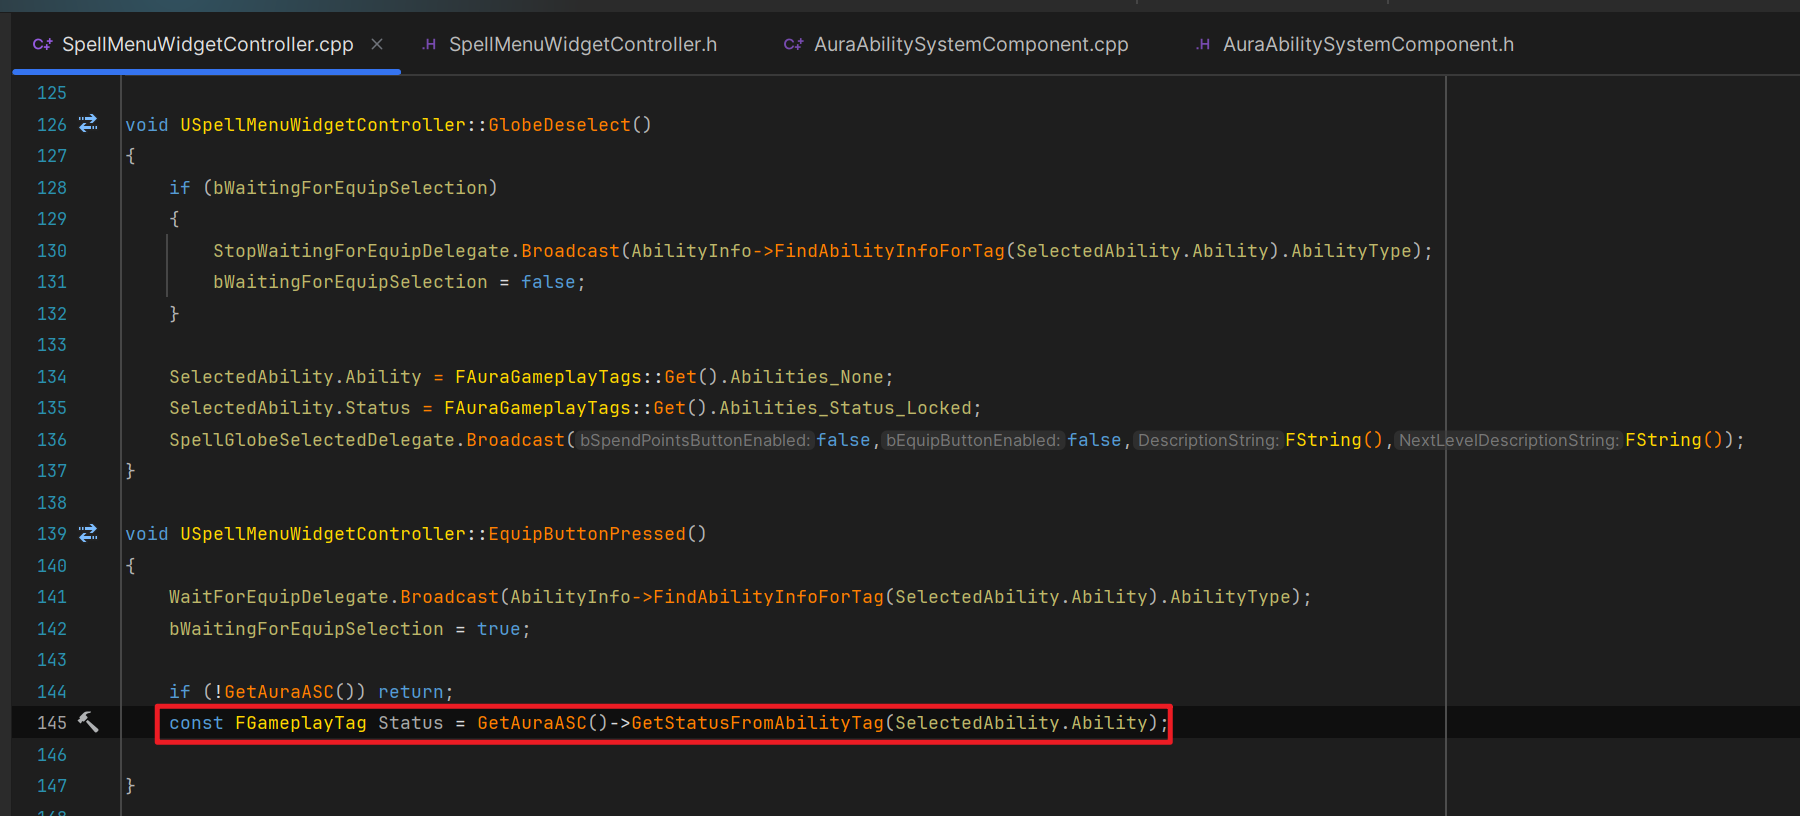 C++ SpellMenuWidgetController.cpp × .H SpellMenuWidgetController.h C++ AuraAbilitySystemComponent.cpp .H AuraAbilitySystemComponent.h
125
126 void USpellMenuWidgetController::GlobeDeselect()
127 {
128 if (bWaitingForEquipSelection)
129 {
130 StopWaitingForEquipDelegate.Broadcast(AbilityInfo->FindAbilityInfoForTag(SelectedAbility.Ability).AbilityType);
131 bWaitingForEquipSelection = false;
132 }
133
134 SelectedAbility.Ability = FAuraGameplayTags::Get().Abilities_None;
135 SelectedAbility.Status = FAuraGameplayTags::Get().Abilities_Status_Locked;
136 SpellGlobeSelectedDelegate.Broadcast(bSpendPointsButtonEnabled:false,bEquipButtonEnabled:false,DescriptionString:FString(),NextLevelDescriptionString:FString());
137 }
138
139 void USpellMenuWidgetController::EquipButtonPressed()
140 {
141 WaitForEquipDelegate.Broadcast(AbilityInfo->FindAbilityInfoForTag(SelectedAbility.Ability).AbilityType);
142 bWaitingForEquipSelection = true;
143
144 if (!GetAuraASC()) return;
145 const FGameplayTag Status = GetAuraASC()->GetStatusFromAbilityTag(SelectedAbility.Ability);
146
147 }